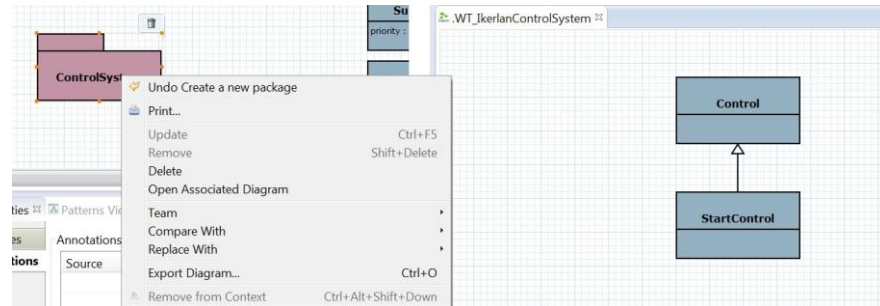 Su
priority :
ControlSyst
Undo Create a new package
Print...
Update Ctrl+F5
Remove Shift+Delete
Delete
Open Associated Diagram
Team
Compare With
Replace With
Export Diagram... Ctrl+O
Remove from Context Ctrl+Alt+Shift+Down
ties Patterns Vie
es Annotations
tions Source
.WT_IkerlanControlSystem
Control
StartControl